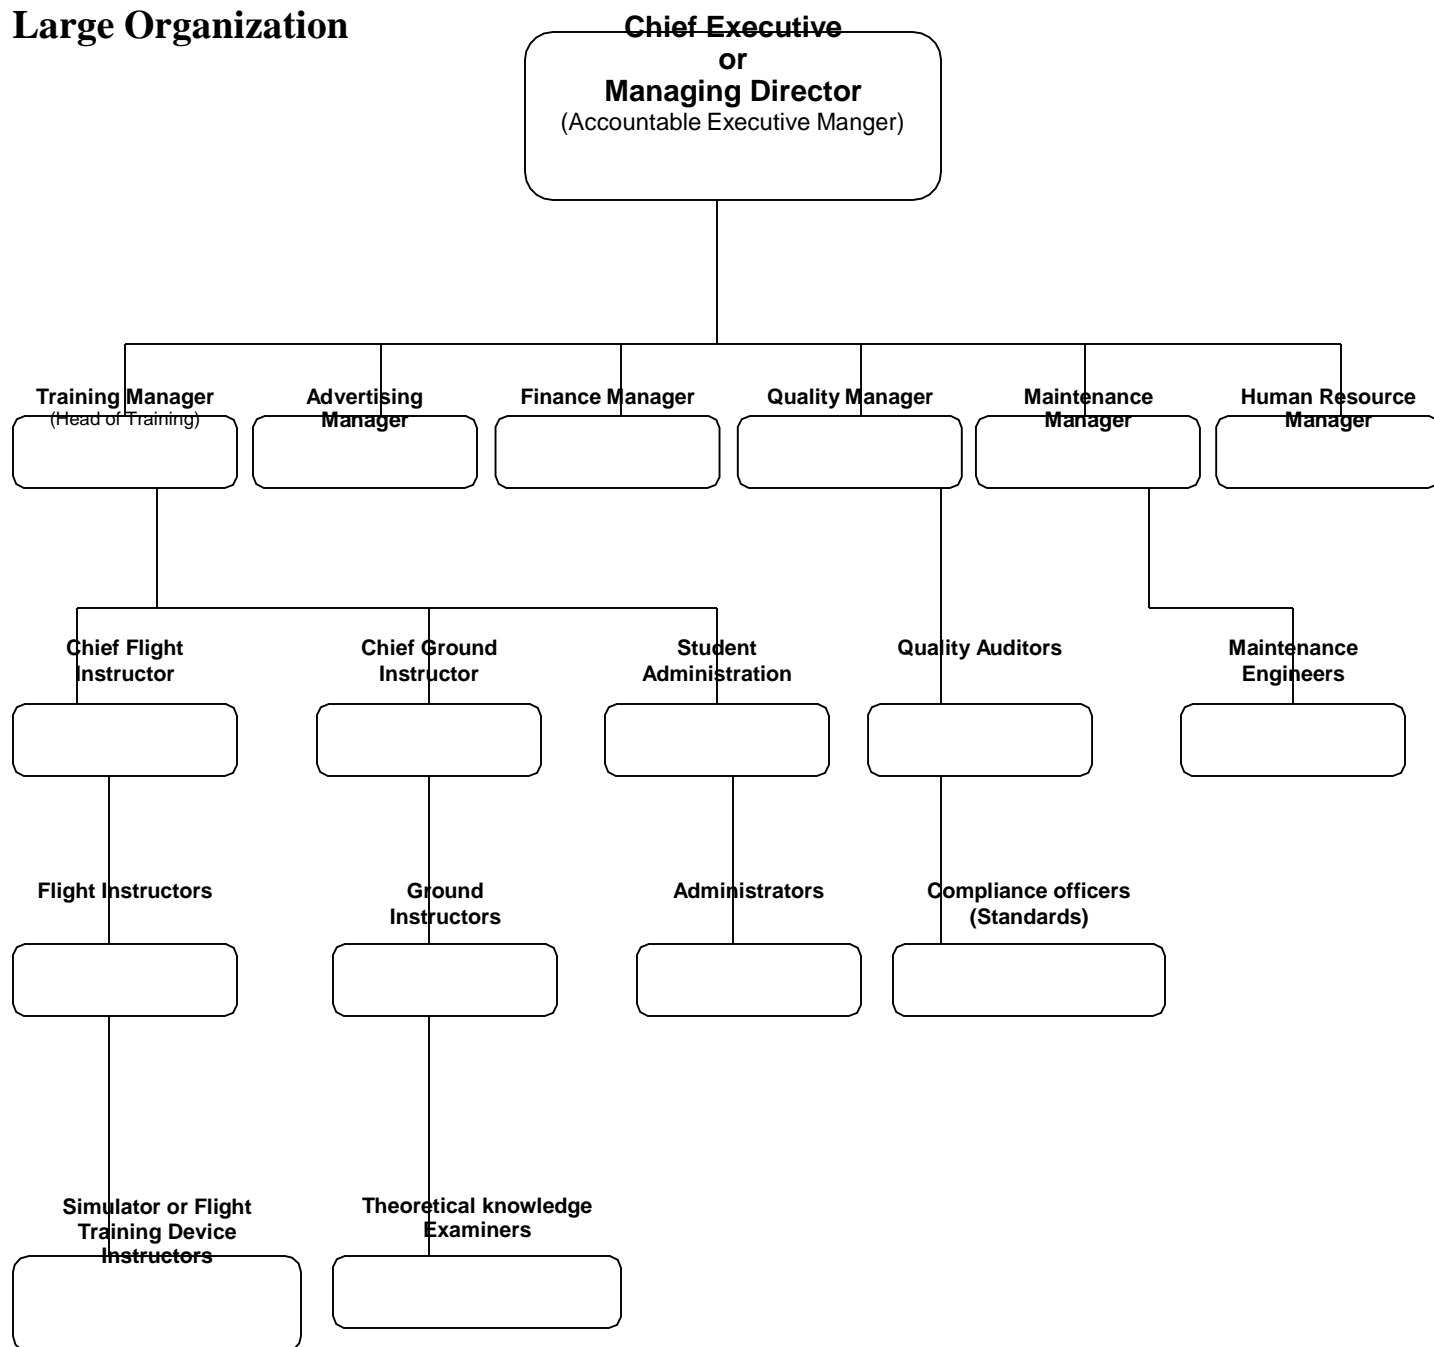 Large Organization
Chief Executive
or
Managing Director
(Accountable Executive Manger)
Training Manager
(Head of Training)
Advertising
Manager
Finance Manager
Quality Manager
Maintenance
Manager
Human Resource
Manager
Chief Flight
Instructor
Chief Ground
Instructor
Student
Administration
Quality Auditors
Maintenance
Engineers
Flight Instructors
Ground
Instructors
Administrators
Compliance officers
(Standards)
Simulator or Flight
Training Device
Instructors
Theoretical knowledge
Examiners